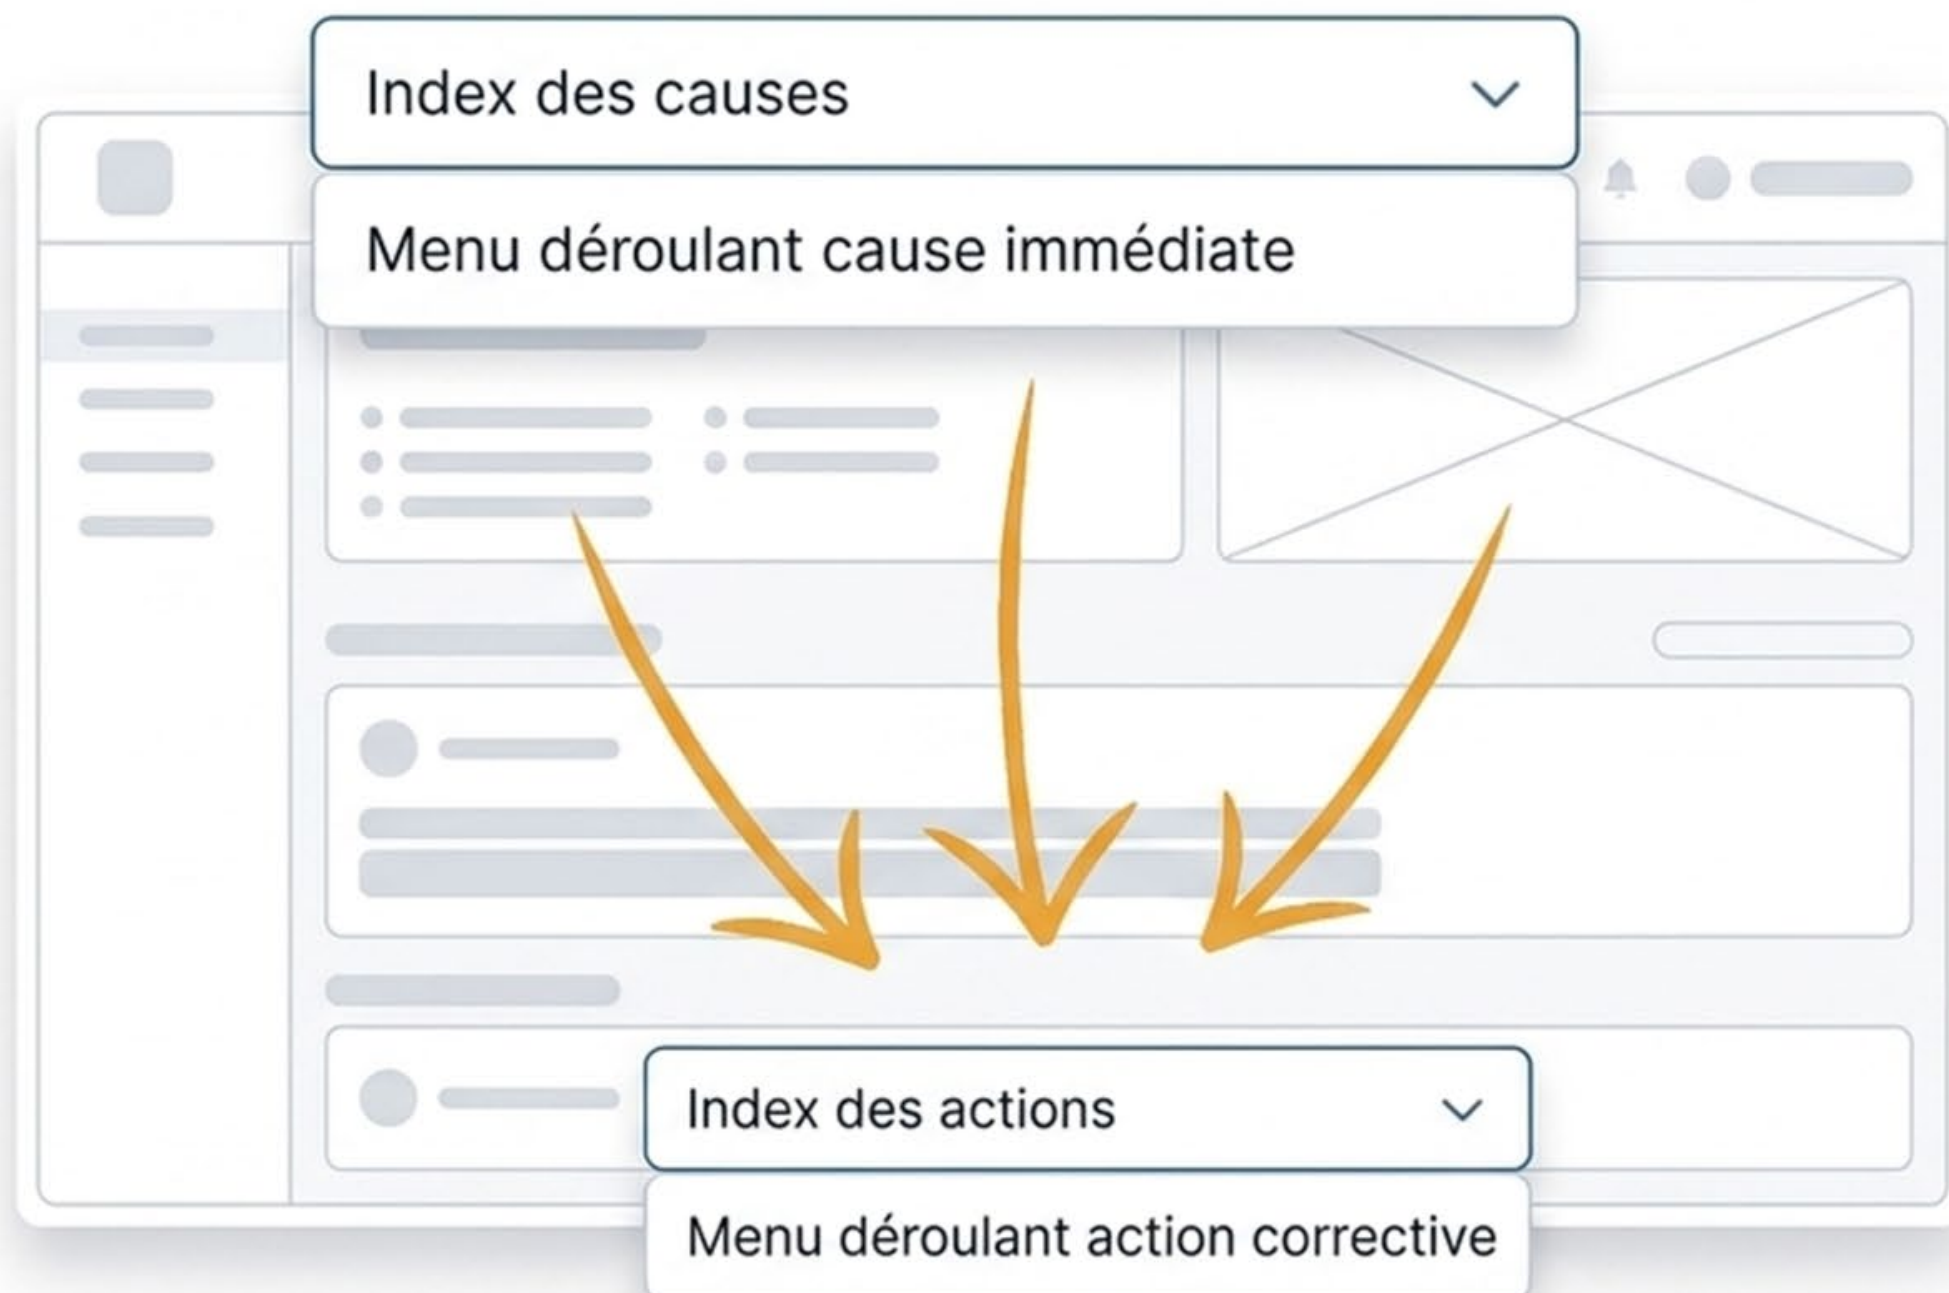 Index des causes
Menu déroulant cause immédiate
Index des actions
Menu déroulant action corrective